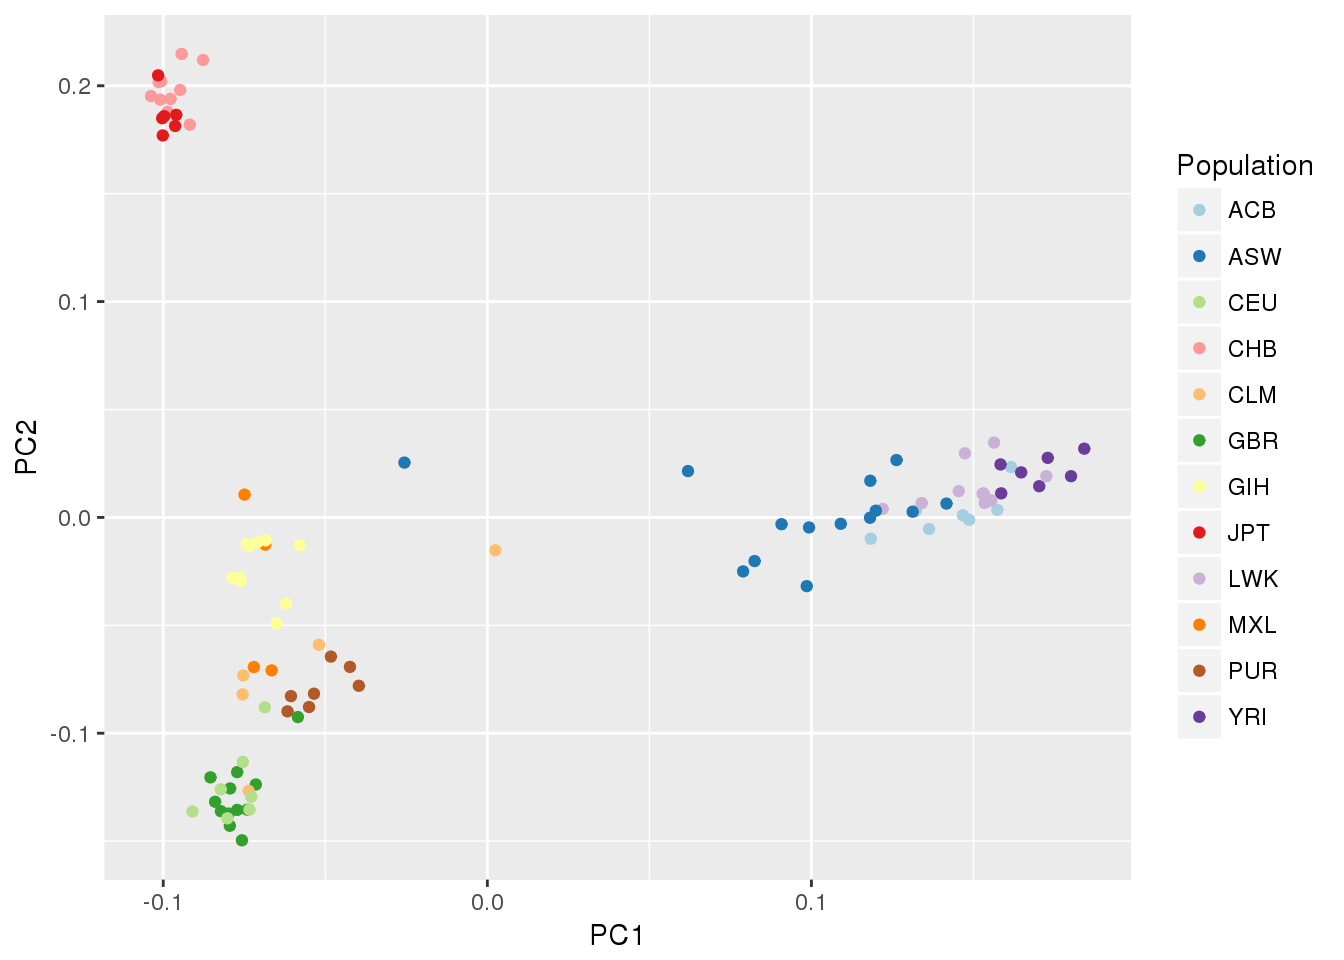 0.2
0.1
0.0
-0.1
PC2
-0.1
0.0
0.1
PC1
Population
ACB
ASW
CEU
CHB
CLM
GBR
GIH
JPT
LWK
MXL
PUR
YRI